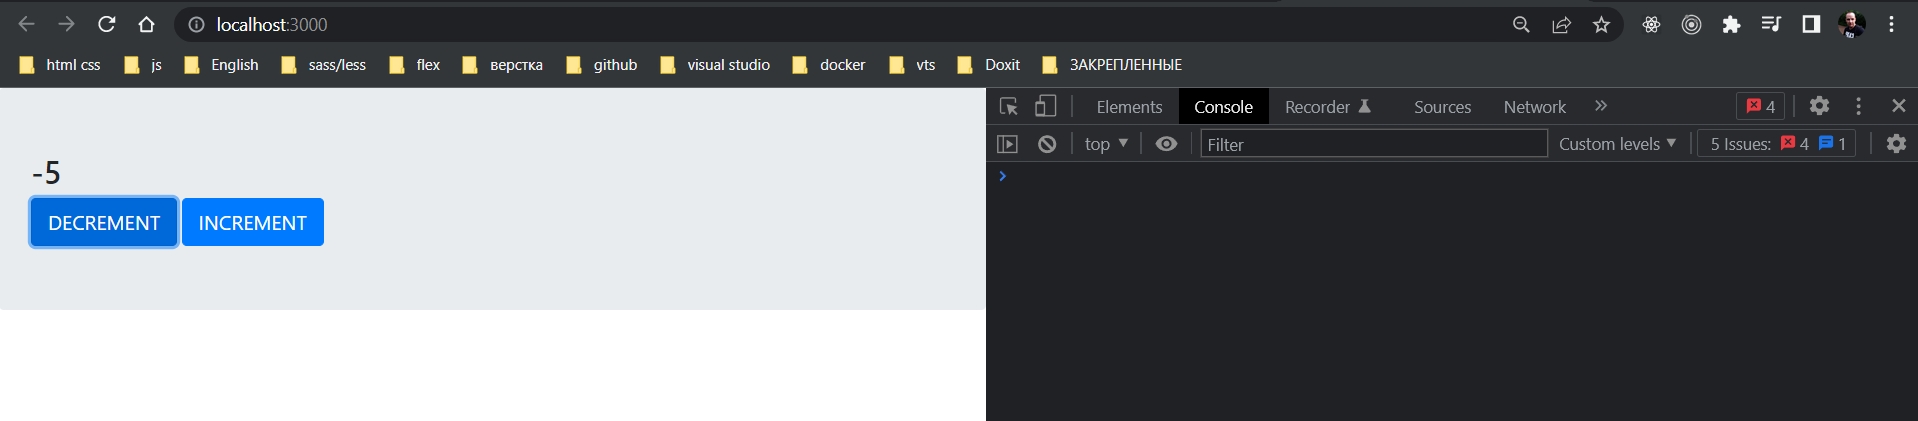 localhost:3000
html css js English sass/less flex верстка github visual studio docker vts Doxit ЗАКРЕПЛЕННЫЕ
Elements Console Recorder Sources Network 4
top Filter Custom levels 5 Issues: 4 1
-5
DECREMENT INCREMENT